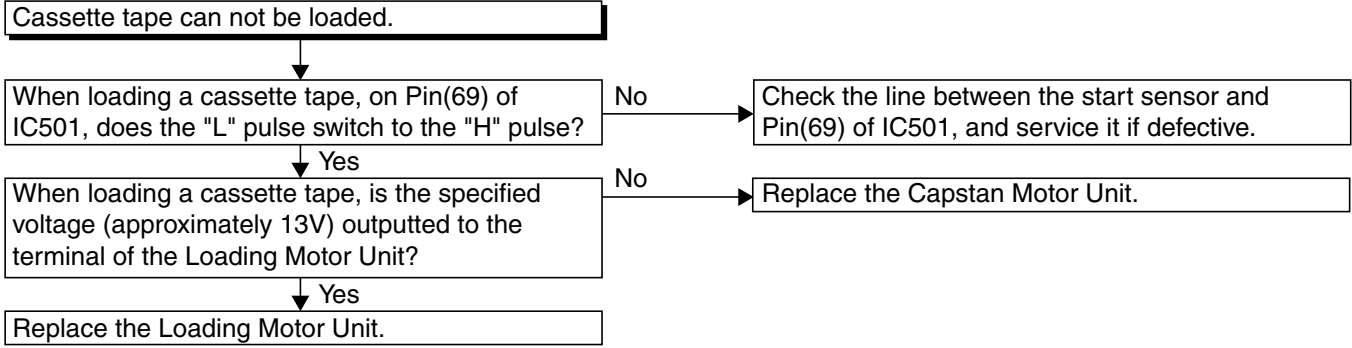 Cassette tape can not be loaded.
When loading a cassette tape, on Pin(69) of
IC501, does the "L" pulse switch to the "H" pulse?
No
Check the line between the start sensor and
Pin(69) of IC501, and service it if defective.
Yes
When loading a cassette tape, is the specified
voltage (approximately 13V) outputted to the
terminal of the Loading Motor Unit?
No
Replace the Capstan Motor Unit.
Yes
Replace the Loading Motor Unit.